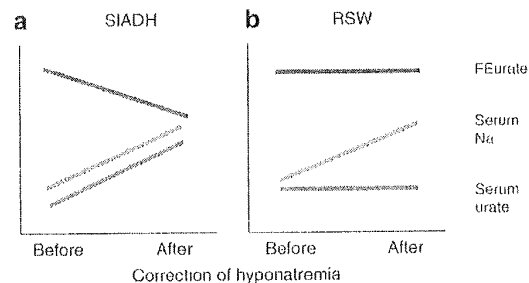 a SIADH
b RSW
FEurate
Serum
Na
Serum
urate
Before After
Before After
Correction of hyponatremia